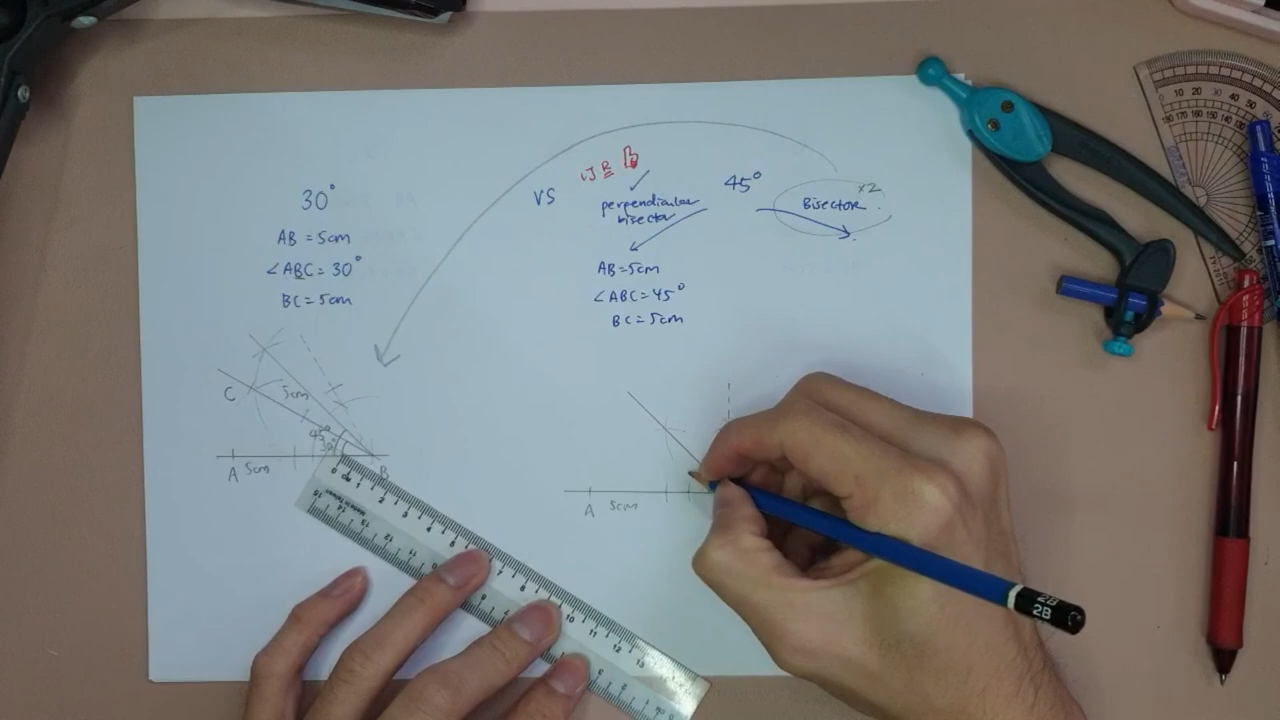 30°
AB = 5cm
∠ABC = 30°
BC = 5cm
VS
perpendicular
bisector
45°
Bisector
x2
AB=5cm
∠ABC=45°
BC=5cm
C
5cm
45°
30°
A 5cm
B
A 5cm
2B
2B